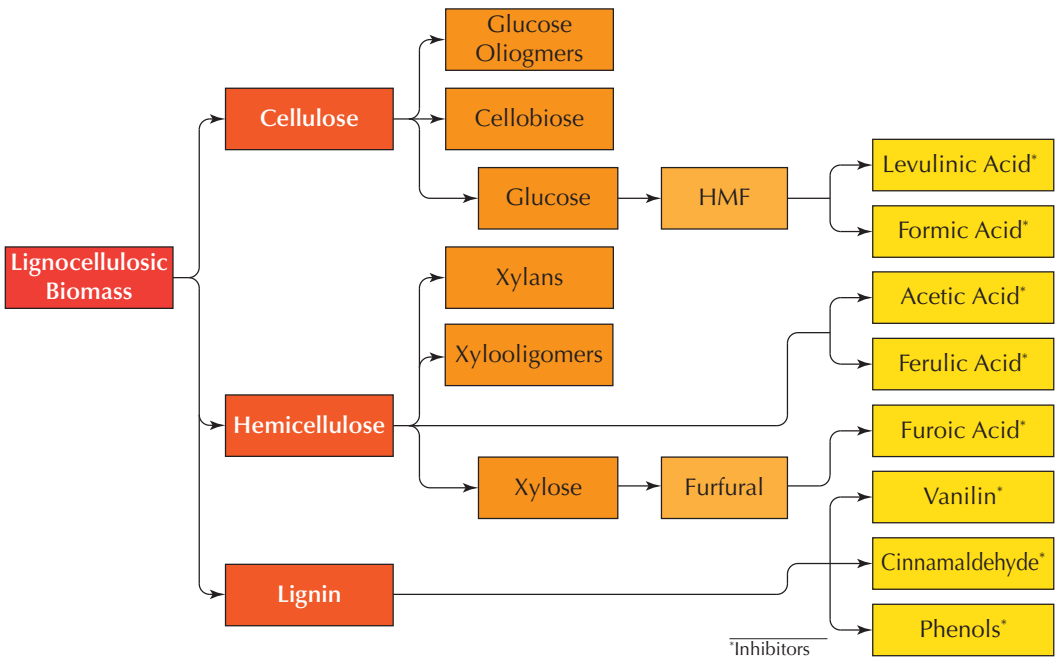 Glucose
Oliogmers
Cellulose
Cellobiose
Levulinic Acid*
Glucose
HMF
Formic Acid*
Lignocellulosic
Biomass
Xylans
Acetic Acid*
Xylooligomers
Ferulic Acid*
Hemicellulose
Furoic Acid*
Xylose
Furfural
Vanilin*
Cinnamaldehyde*
Lignin
Phenols*
*Inhibitors